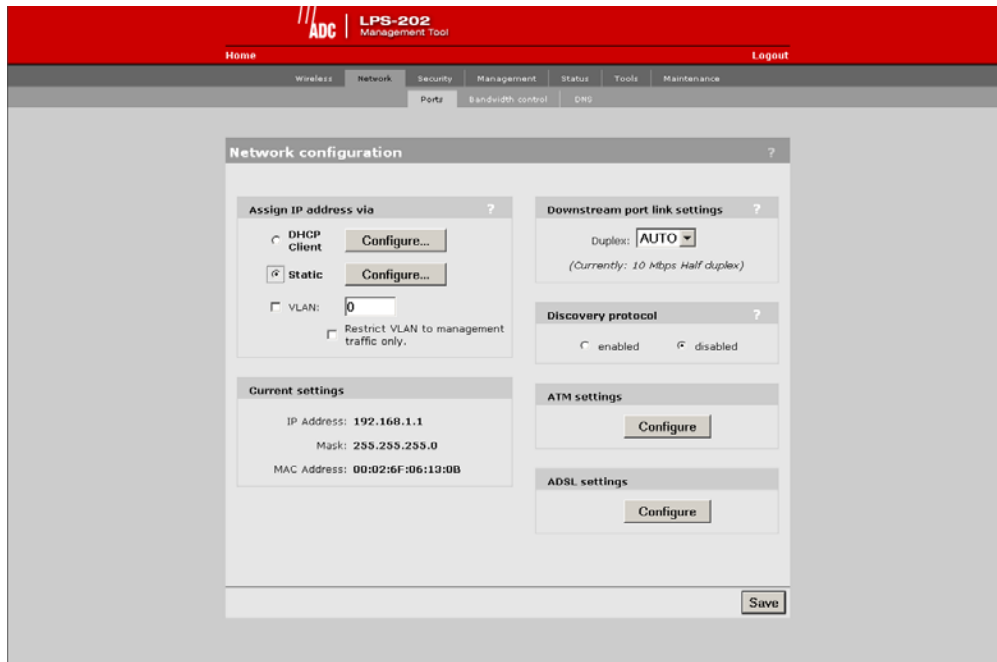 ADC
LPS-202
Management Tool
Home
Logout
Wireless Network Security Management Status Tools Maintenance
Ports Bandwidth control DNS
Network configuration ?
Assign IP address via ?
DHCP Client Configure...
Static Configure...
VLAN: 0
Restrict VLAN to management
traffic only.
Current settings
IP Address: 192.168.1.1
Mask: 255.255.255.0
MAC Address: 00:02:6F:06:13:0B
Downstream port link settings ?
Duplex: AUTO
(Currently: 10 Mbps Half duplex)
Discovery protocol ?
enabled disabled
ATM settings
Configure
ADSL settings
Configure
Save